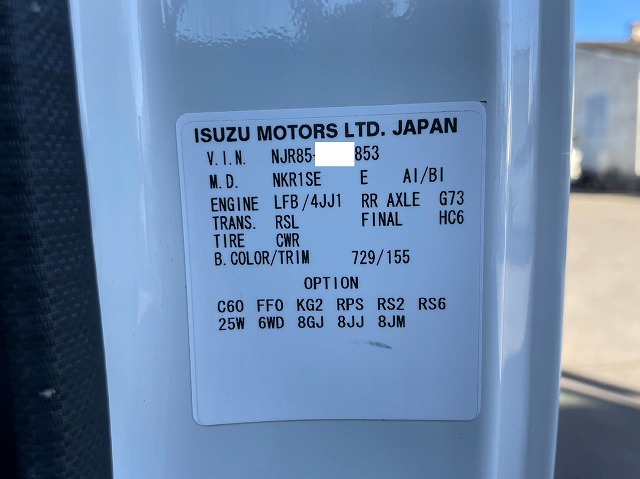 ISUZU MOTORS LTD. JAPAN
V.I.N. NJR85- 853
M.D. NKR1SE E AI/BI
ENGINE LFB/4JJ1 RR AXLE G73
TRANS. RSL FINAL HC6
TIRE CWR
B.COLOR/TRIM 729/155
OPTION
C60 FF0 KG2 RPS RS2 RS6
25W 6WD 8GJ 8JJ 8JM